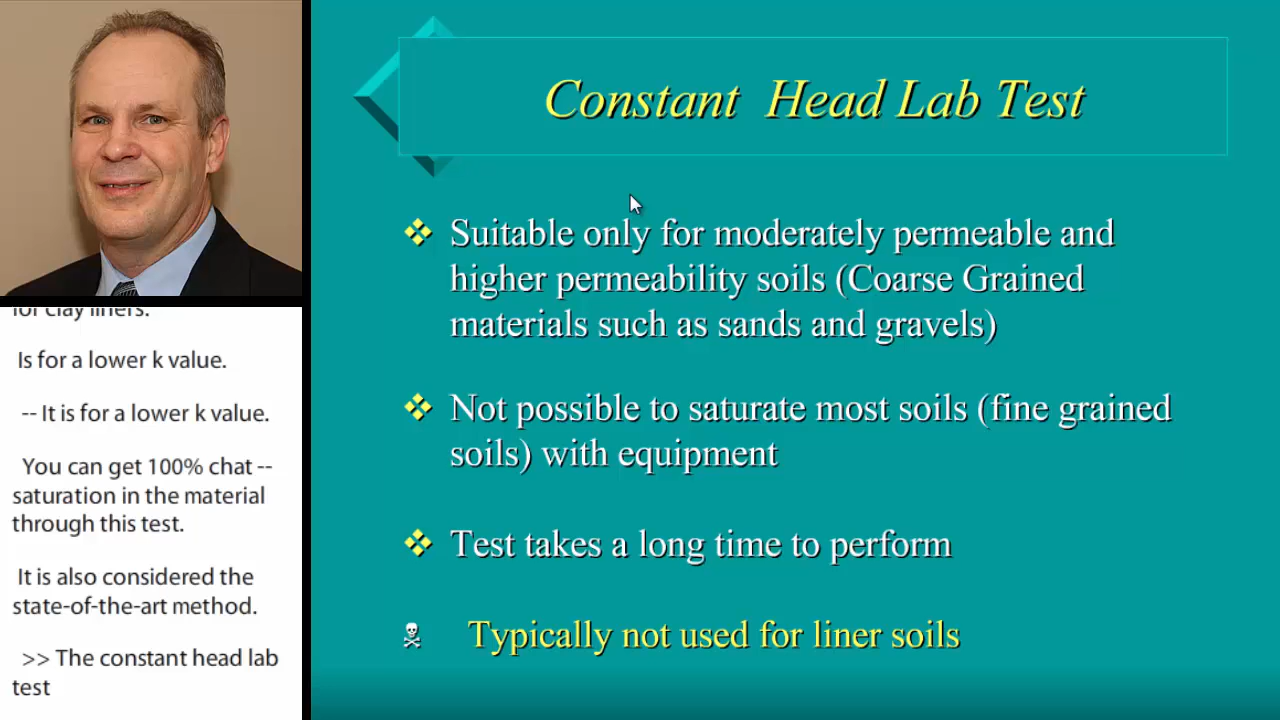 Constant Head Lab Test
Suitable only for moderately permeable and
higher permeability soils (Coarse Grained
materials such as sands and gravels)
Not possible to saturate most soils (fine grained
soils) with equipment
Test takes a long time to perform
Typically not used for liner soils
for clay liners.
Is for a lower k value.
-- It is for a lower k value.
You can get 100% chat --
saturation in the material
through this test.
It is also considered the
state-of-the-art method.
>> The constant head lab
test